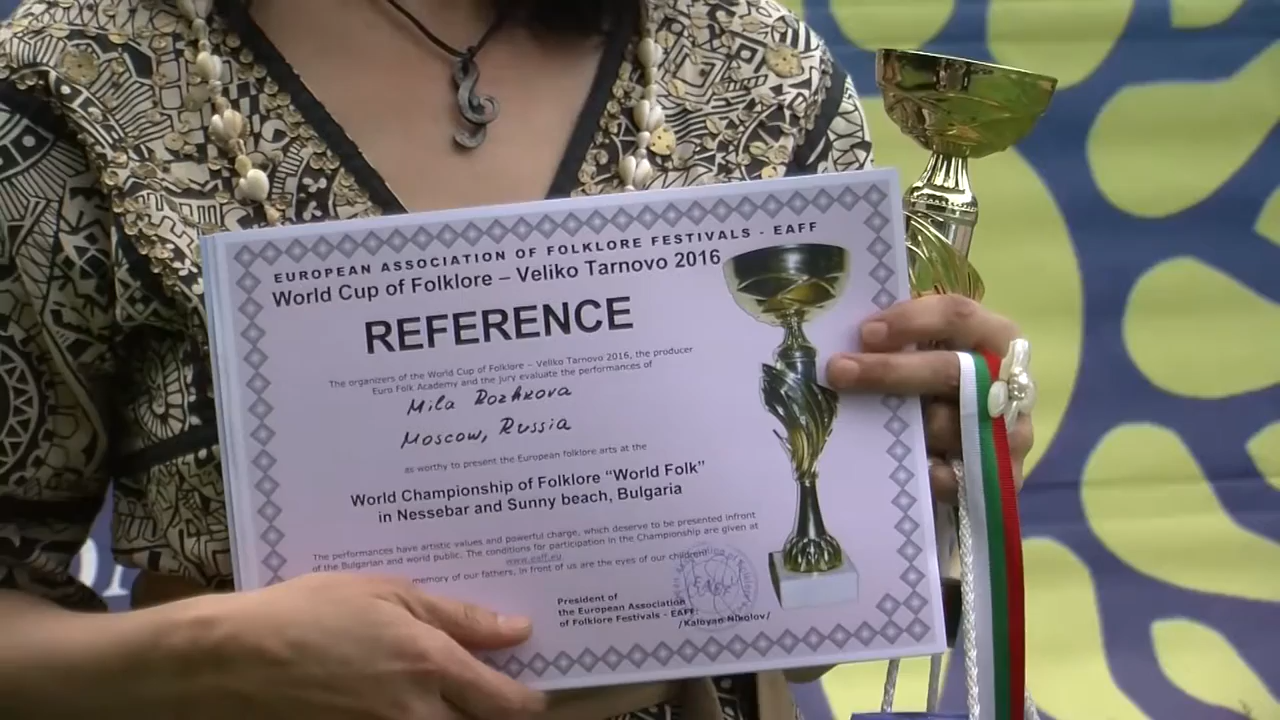 EUROPEAN ASSOCIATION OF FOLKLORE FESTIVALS - EAFF
World Cup of Folklore – Veliko Tarnovo 2016
REFERENCE
The organizers of the World Cup of Folklore – Veliko Tarnovo 2016, the producer
Euro Folk Academy and the jury evaluate the performances of
Mila Rozhkova
Moscow, Russia
as worthy to present the European folklore arts at the
World Championship of Folklore "World Folk"
in Nessebar and Sunny beach, Bulgaria
The performances have artistic values and powerful charge, which deserve to be presented infront
of the Bulgarian and world public. The conditions for participation in the Championship are given at
www.eaff.eu
memory of our fathers, in front of us are the eyes of our children!
President of
the European Association
of Folklore Festivals - EAFF:
/Kaloyan Nikolov/